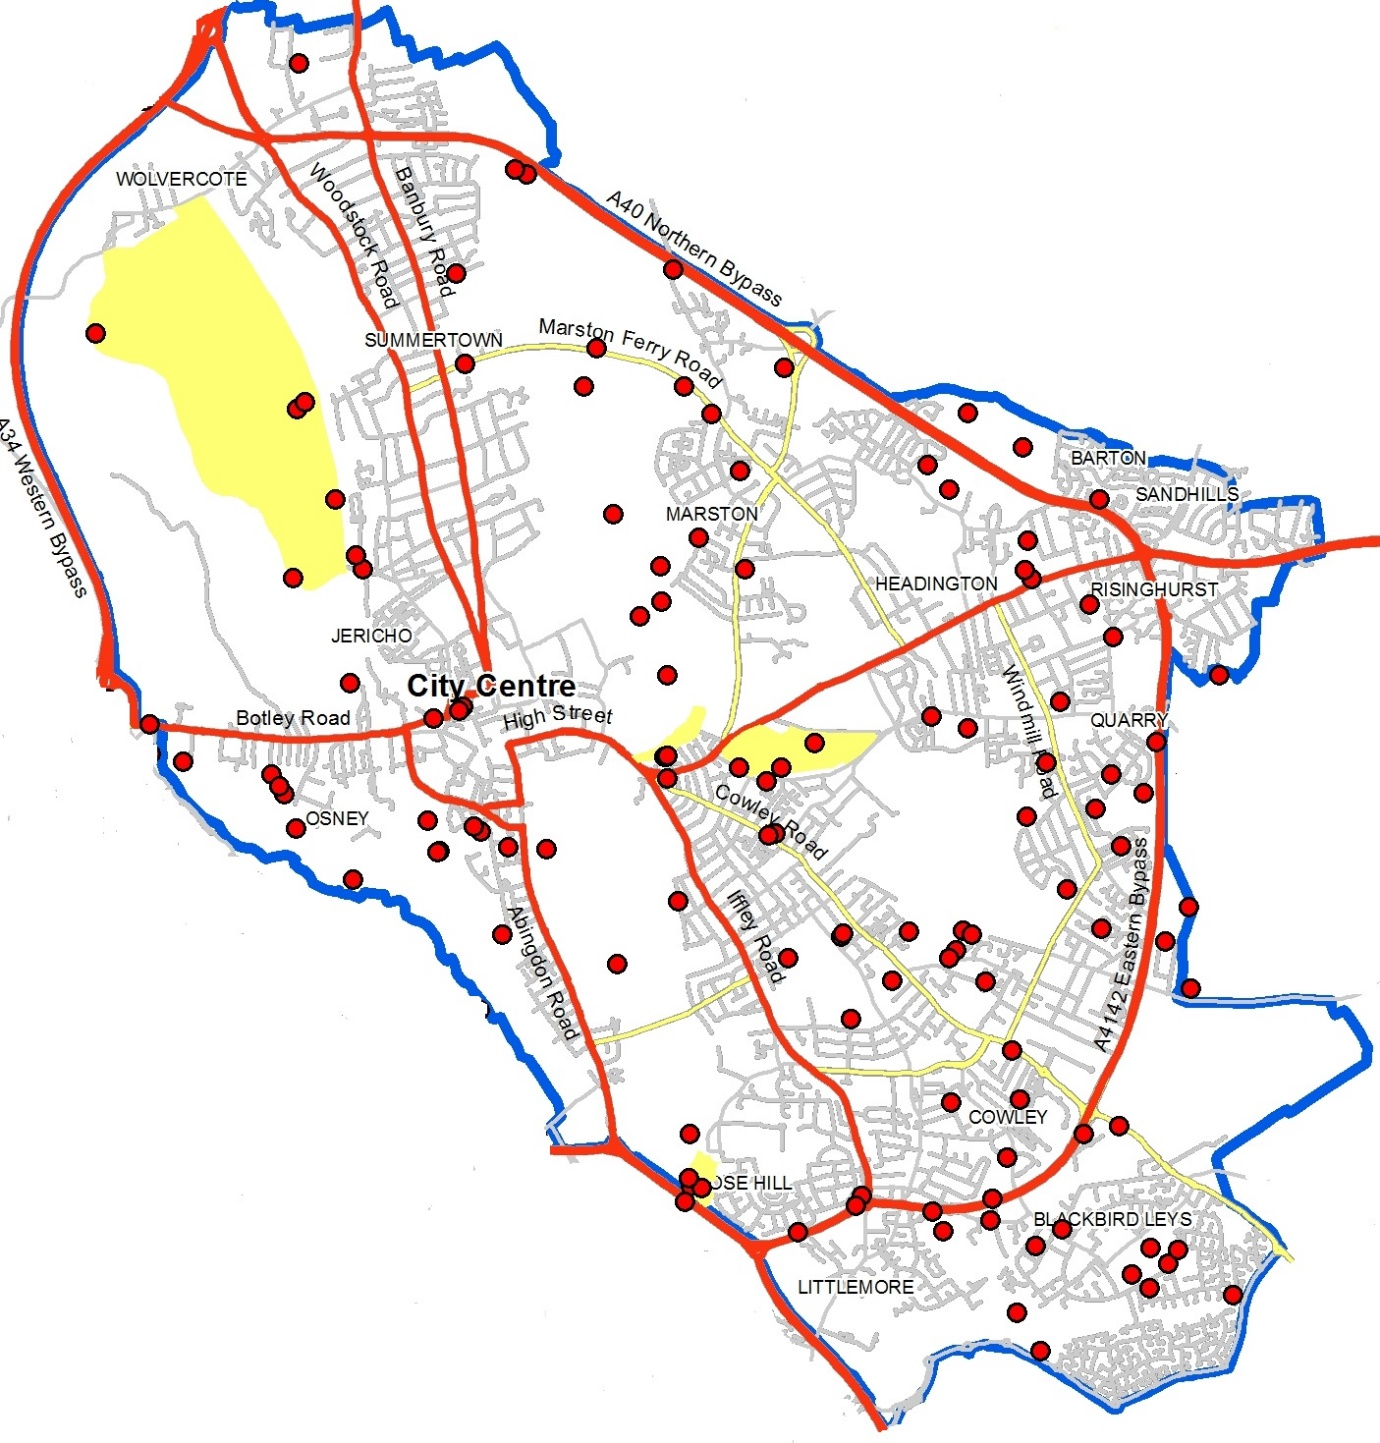 WOLVERCOTE
Woodstock Road
Banbury Road
A40 Northern Bypass
SUMMERTOWN
Marston Ferry Road
A34 Western Bypass
BARTON
SANDHILLS
MARSTON
HEADINGTON
RISINGHURST
JERICHO
City Centre
Botley Road
High Street
Windmill Road
QUARRY
OSNEY
Cowley Road
Iffley Road
Abingdon Road
A4142 Eastern Bypass
COWLEY
OSE HILL
BLACKBIRD LEYS
LITTLEMORE